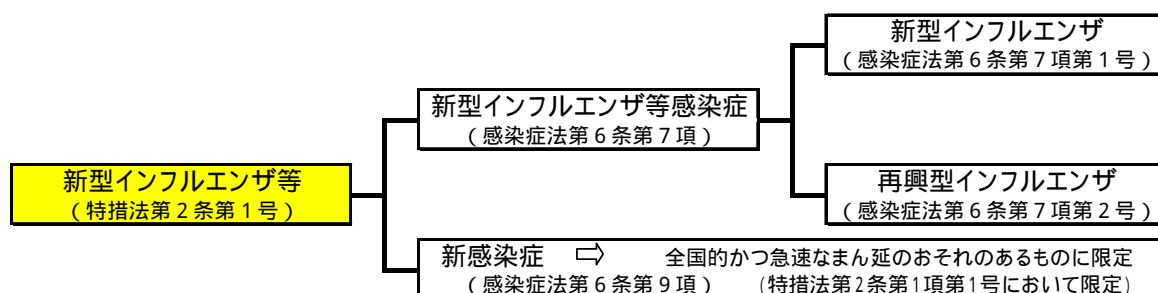 新型インフルエンザ等
（特措法第２条第１号）
新型インフルエンザ等感染症
（感染症法第６条第７項）
新型インフルエンザ
（感染症法第６条第７項第１号）
再興型インフルエンザ
（感染症法第６条第７項第２号）
新感染症 ⇨ 全国的かつ急速なまん延のおそれのあるものに限定
（感染症法第６条第９項） （特措法第2条第1項第1号において限定）